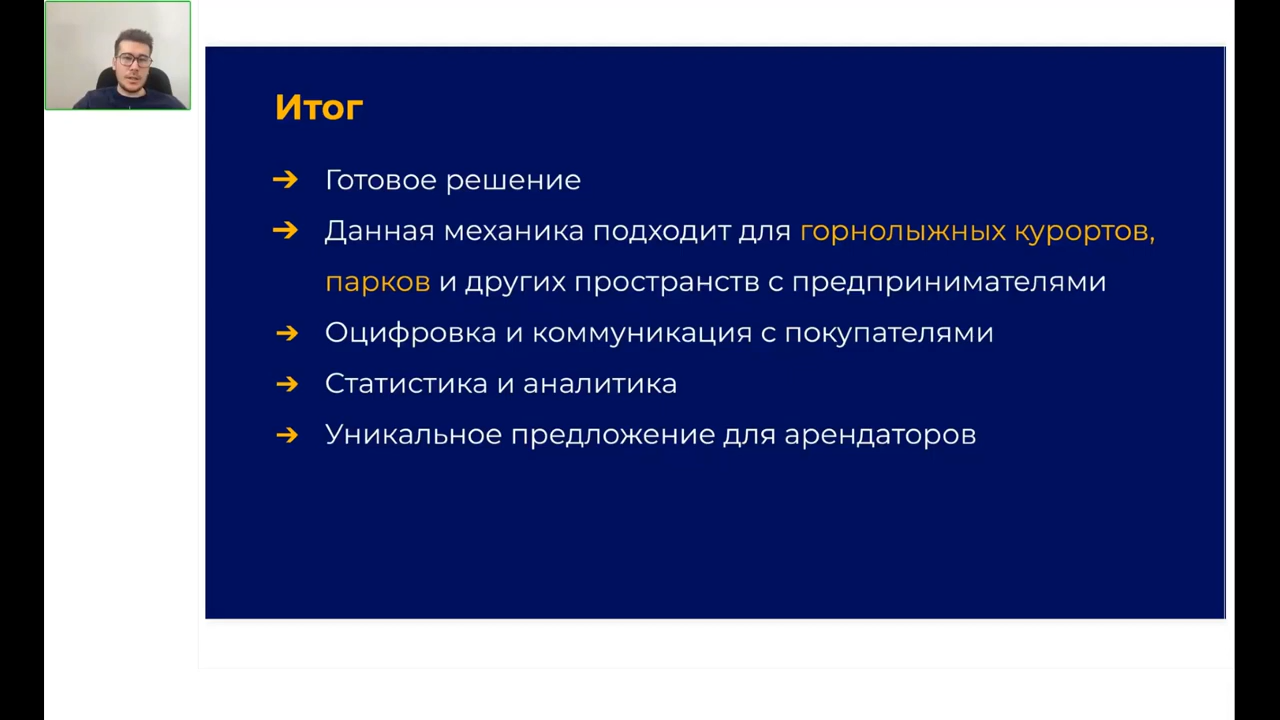 Итог
➔ Готовое решение
➔ Данная механика подходит для горнолыжных курортов,
парков и других пространств с предпринимателями
➔ Оцифровка и коммуникация с покупателями
➔ Статистика и аналитика
➔ Уникальное предложение для арендаторов